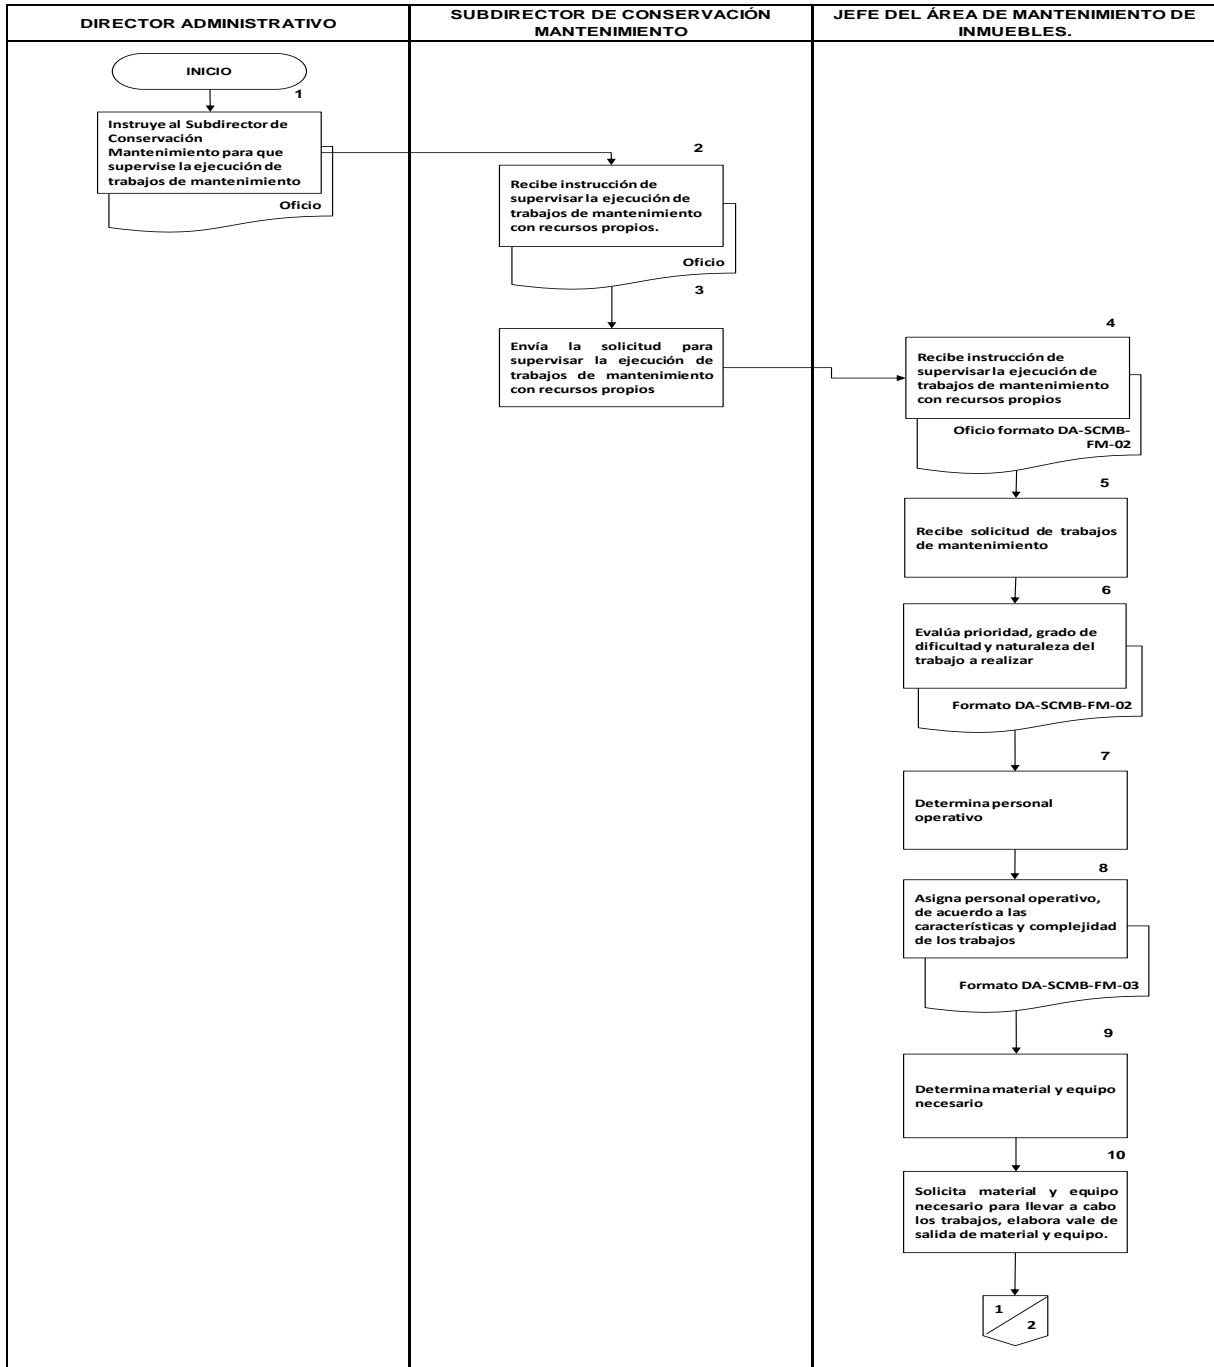 DIRECTOR ADMINISTRATIVO
SUBDIRECTOR DE CONSERVACIÓN
MANTENIMIENTO
JEFE DEL ÁREA DE MANTENIMIENTO DE
INMUEBLES.
INICIO
1
Instruye al Subdirector de
Conservación
Mantenimiento para que
supervise la ejecución de
trabajos de mantenimiento
Oficio
2
Recibe instrucción de
supervisar la ejecución de
trabajos de mantenimiento
con recursos propios.
Oficio
3
Envía la solicitud para
supervisar la ejecución de
trabajos de mantenimiento
con recursos propios
4
Recibe instrucción de
supervisar la ejecución de
trabajos de mantenimiento
con recursos propios
Oficio formato DA-SCMB-
FM-02
5
Recibe solicitud de trabajos
de mantenimiento
6
Evalúa prioridad, grado de
dificultad y naturaleza del
trabajo a realizar
Formato DA-SCMB-FM-02
7
Determina personal
operativo
8
Asigna personal operativo,
de acuerdo a las
características y complejidad
de los trabajos
Formato DA-SCMB-FM-03
9
Determina material y equipo
necesario
10
Solicita material y equipo
necesario para llevar a cabo
los trabajos, elabora vale de
salida de material y equipo.
1
2